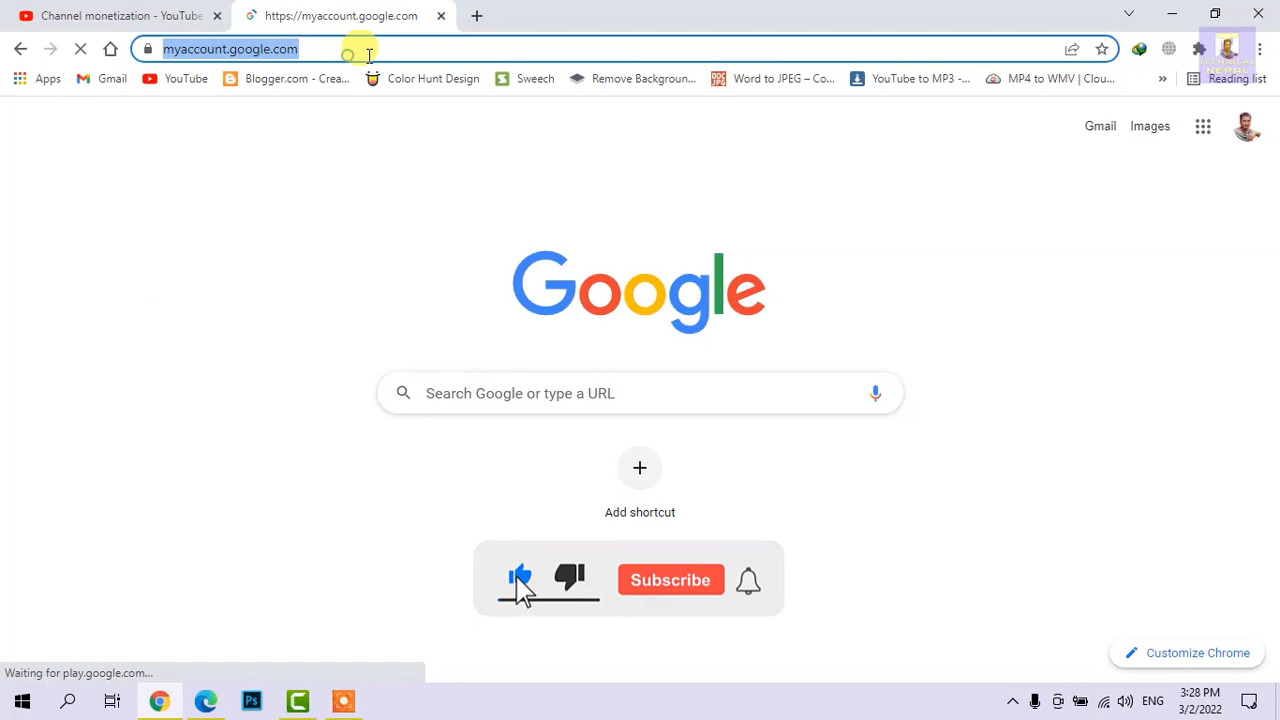 Channel monetization - YouTube
https://myaccount.google.com
myaccount.google.com
Apps
Gmail
YouTube
Blogger.com - Crea...
Color Hunt Design
Sweech
Remove Backgroun...
Word to JPEG – Co...
YouTube to MP3 -...
MP4 to WMV | Clou...
»
Reading list
TECHNICAL
NEPAL
Gmail
Images
Google
Search Google or type a URL
Add shortcut
Subscribe
Customize Chrome
Waiting for play.google.com...
Ps
ENG
3:28 PM
3/2/2022